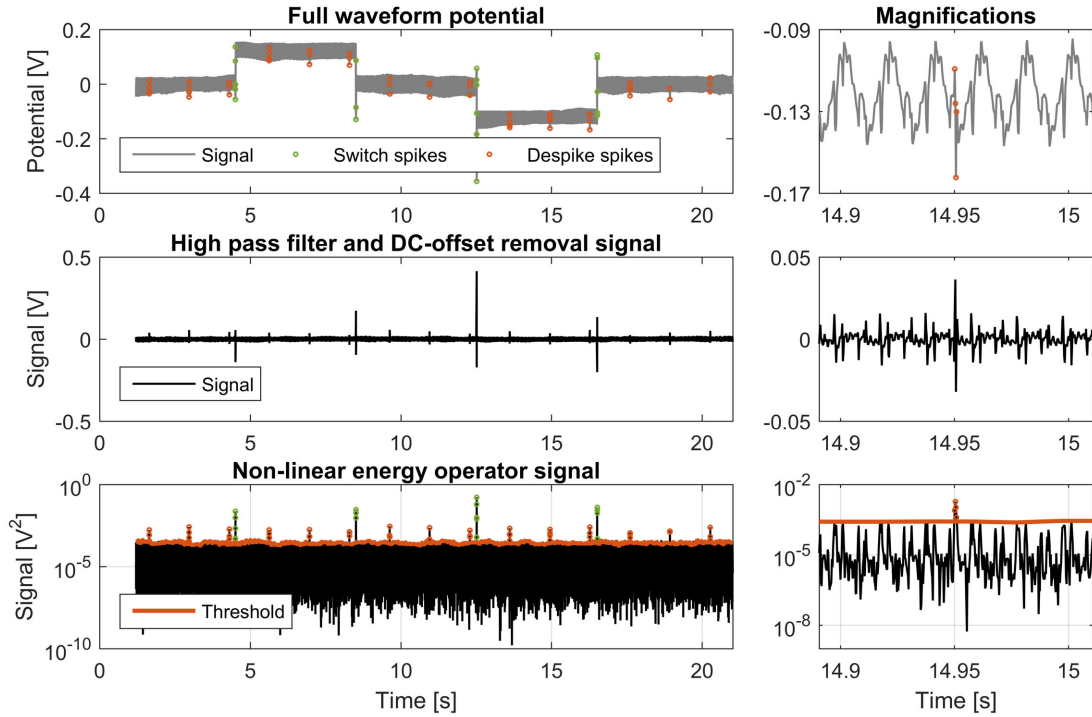 Full waveform potential
Magnifications
Potential [V]
0.2
0
-0.2
-0.4
Signal
Switch spikes
Despike spikes
0 5 10 15 20
-0.09
-0.13
-0.17
14.9 14.95 15
High pass filter and DC-offset removal signal
Signal [V]
0.5
0
-0.5
Signal
0 5 10 15 20
0.05
0
-0.05
14.9 14.95 15
Non-linear energy operator signal
Signal [V²]
10⁰
10⁻⁵
10⁻¹⁰
Threshold
0 5 10 15 20
Time [s]
10⁻²
10⁻⁵
10⁻⁸
14.9 14.95 15
Time [s]